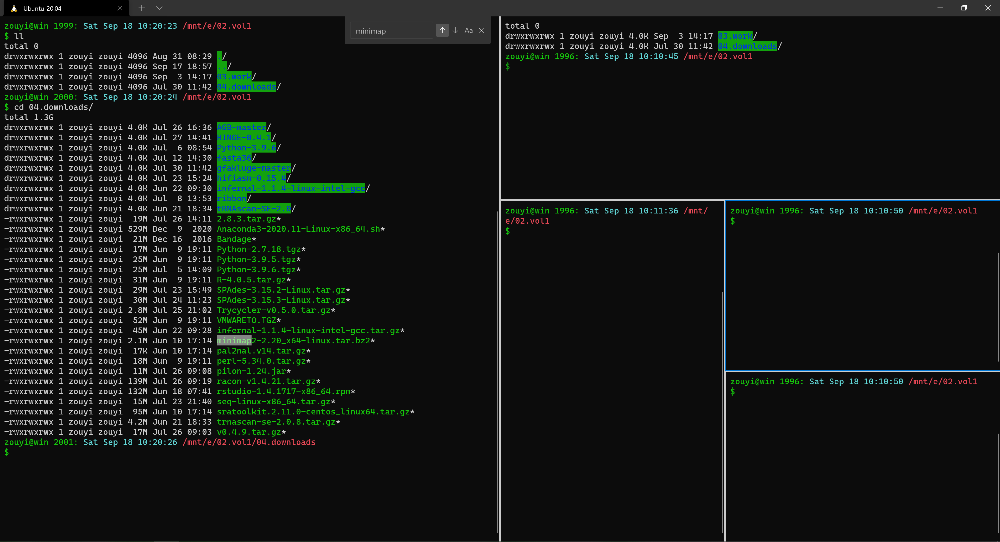 Ubuntu-20.04
zouyi@win 1999: Sat Sep 18 10:20:23 /mnt/e/02.vol1
$ ll
total 0
drwxrwxrwx 1 zouyi zouyi 4096 Aug 31 08:29 ./
drwxrwxrwx 1 zouyi zouyi 4096 Sep 17 18:57 ../
drwxrwxrwx 1 zouyi zouyi 4096 Sep  3 14:17 03.work/
drwxrwxrwx 1 zouyi zouyi 4096 Jul 30 11:42 04.downloads/
zouyi@win 2000: Sat Sep 18 10:20:24 /mnt/e/02.vol1
$ cd 04.downloads/
total 1.3G
drwxrwxrwx 1 zouyi zouyi 4.0K Jul 26 16:36 AGB-master/
drwxrwxrwx 1 zouyi zouyi 4.0K Jul 27 14:41 HINGE-0.4.1/
drwxrwxrwx 1 zouyi zouyi 4.0K Jul  6 08:54 Python-3.9.6/
drwxrwxrwx 1 zouyi zouyi 4.0K Jul 12 14:30 fasta36/
drwxrwxrwx 1 zouyi zouyi 4.0K Jul 30 11:42 gfakluge-master/
drwxrwxrwx 1 zouyi zouyi 4.0K Jul 23 15:24 hifiasm-0.15.4/
drwxrwxrwx 1 zouyi zouyi 4.0K Jun 22 09:30 infernal-1.1.4-linux-intel-gcc/
drwxrwxrwx 1 zouyi zouyi 4.0K Jul  8 13:53 ribbon/
drwxrwxrwx 1 zouyi zouyi 4.0K Jun 21 18:34 tRNAscan-SE-2.0/
-rwxrwxrwx 1 zouyi zouyi  19M Jul 26 14:11 2.8.3.tar.gz*
-rwxrwxrwx 1 zouyi zouyi 529M Dec  9  2020 Anaconda3-2020.11-Linux-x86_64.sh*
-rwxrwxrwx 1 zouyi zouyi  21M Dec 16  2016 Bandage*
-rwxrwxrwx 1 zouyi zouyi  17M Jun  9 19:11 Python-2.7.18.tgz*
-rwxrwxrwx 1 zouyi zouyi  25M Jun  9 19:11 Python-3.9.5.tgz*
-rwxrwxrwx 1 zouyi zouyi  25M Jul  5 14:09 Python-3.9.6.tgz*
-rwxrwxrwx 1 zouyi zouyi  31M Jun  9 19:11 R-4.0.5.tar.gz*
-rwxrwxrwx 1 zouyi zouyi  29M Jul 23 15:49 SPAdes-3.15.2-Linux.tar.gz*
-rwxrwxrwx 1 zouyi zouyi  30M Jul 24 11:23 SPAdes-3.15.3-Linux.tar.gz*
-rwxrwxrwx 1 zouyi zouyi 2.8M Jul 25 21:02 Trycycler-v0.5.0.tar.gz*
-rwxrwxrwx 1 zouyi zouyi  52M Jun  9 19:11 VMWARETO.TGZ*
-rwxrwxrwx 1 zouyi zouyi  45M Jun 22 09:28 infernal-1.1.4-linux-intel-gcc.tar.gz*
-rwxrwxrwx 1 zouyi zouyi 2.1M Jun 10 17:14 minimap2-2.20_x64-linux.tar.bz2*
-rwxrwxrwx 1 zouyi zouyi  17K Jun 10 17:14 pal2nal.v14.tar.gz*
-rwxrwxrwx 1 zouyi zouyi  18M Jun  9 19:11 perl-5.34.0.tar.gz*
-rwxrwxrwx 1 zouyi zouyi  11M Jul 26 09:08 pilon-1.24.jar*
-rwxrwxrwx 1 zouyi zouyi 139M Jul 26 09:19 racon-v1.4.21.tar.gz*
-rwxrwxrwx 1 zouyi zouyi 132M Jun 18 07:41 rstudio-1.4.1717-x86_64.rpm*
-rwxrwxrwx 1 zouyi zouyi  15M Jul 23 21:40 seq-linux-x86_64.tar.gz*
-rwxrwxrwx 1 zouyi zouyi  95M Jun 10 17:14 sratoolkit.2.11.0-centos_linux64.tar.gz*
-rwxrwxrwx 1 zouyi zouyi 4.2M Jun 21 18:33 trnascan-se-2.0.8.tar.gz*
-rwxrwxrwx 1 zouyi zouyi  17M Jul 26 09:03 v0.4.9.tar.gz*
zouyi@win 2001: Sat Sep 18 10:20:26 /mnt/e/02.vol1/04.downloads
$
minimap
Aa
total 0
drwxrwxrwx 1 zouyi zouyi 4.0K Sep  3 14:17 03.work/
drwxrwxrwx 1 zouyi zouyi 4.0K Jul 30 11:42 04.downloads/
zouyi@win 1996: Sat Sep 18 10:10:45 /mnt/e/02.vol1
$
zouyi@win 1996: Sat Sep 18 10:11:36 /mnt/
e/02.vol1
$
zouyi@win 1996: Sat Sep 18 10:10:50 /mnt/e/02.vol1
$
zouyi@win 1996: Sat Sep 18 10:10:50 /mnt/e/02.vol1
$